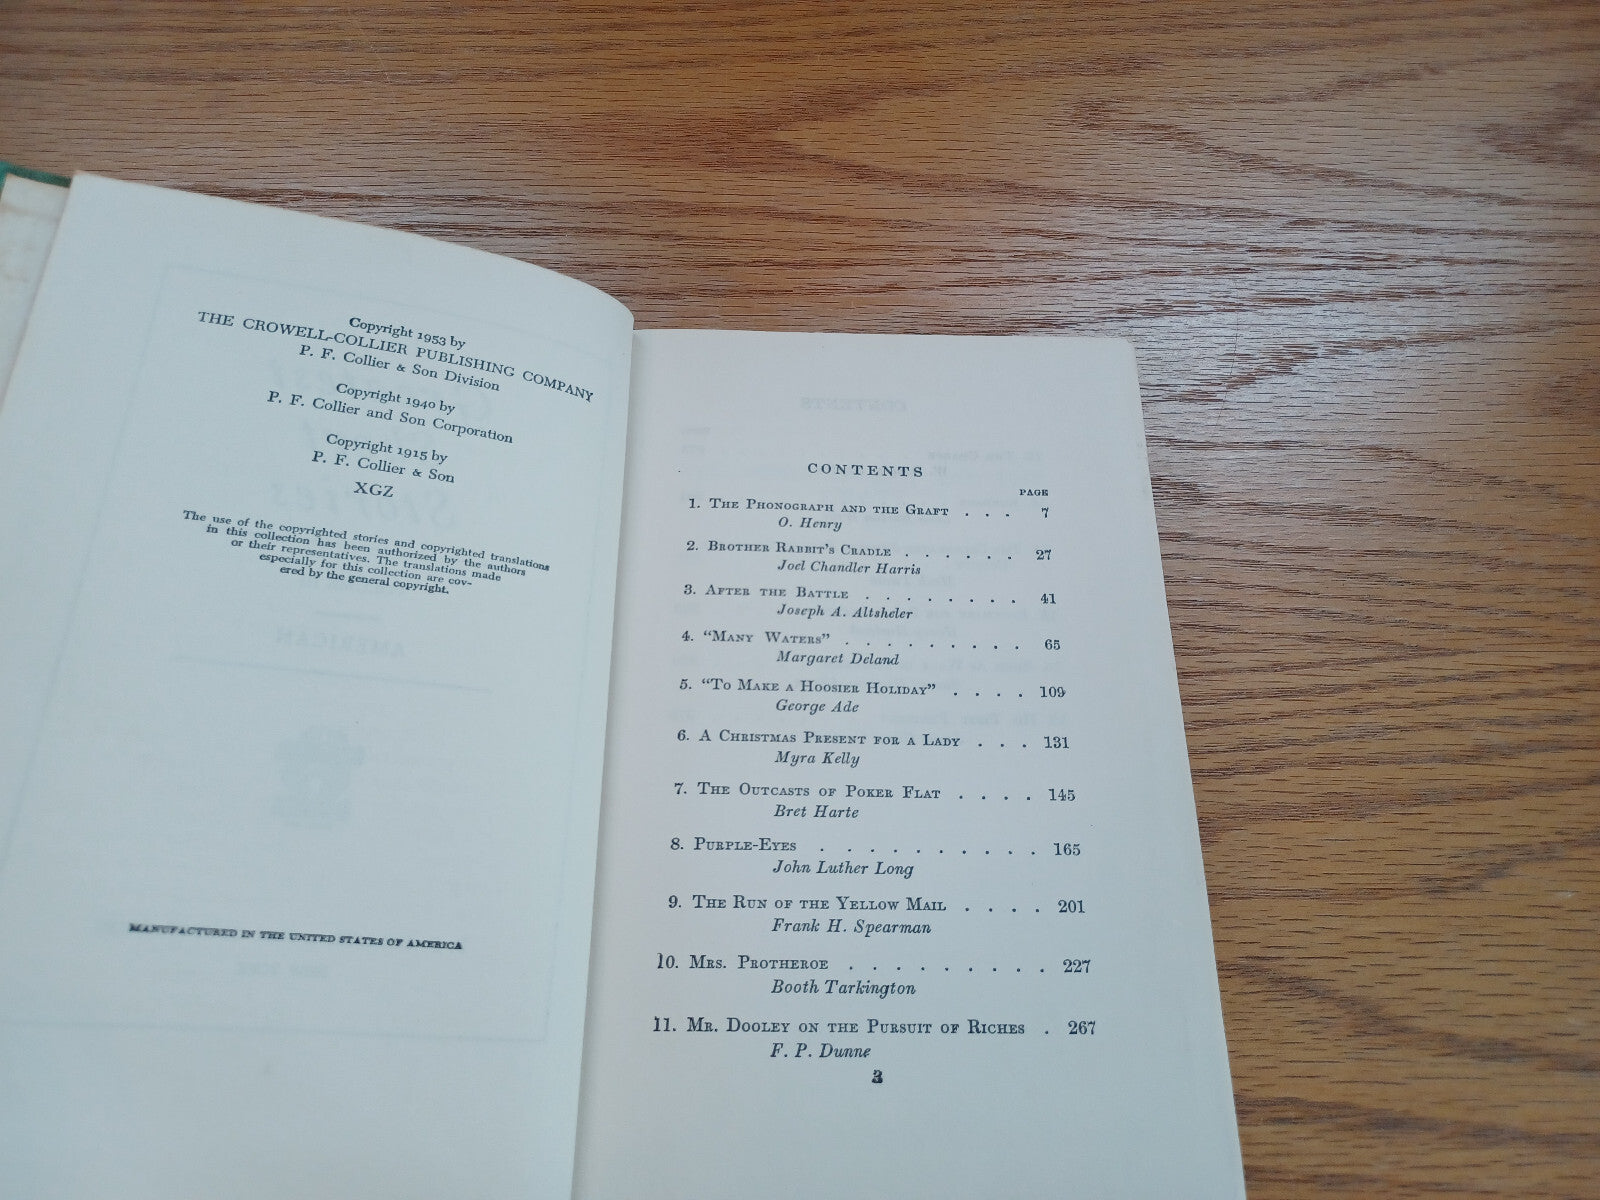 Copyright 1953 by
THE CROWELL-COLLIER PUBLISHING COMPANY
P. F. Collier & Son Division
Copyright 1940 by
P. F. Collier and Son Corporation
Copyright 1915 by
P. F. Collier & Son
XGZ
The use of the copyrighted stories and copyrighted translations
in this collection has been authorized by the authors
or their representatives. The translations made
especially for this collection are cov-
ered by the general copyright.
MANUFACTURED IN THE UNITED STATES OF AMERICA
CONTENTS
PAGE
1. The Phonograph and the Graft . . . 7
O. Henry
2. Brother Rabbit's Cradle . . . . . . 27
Joel Chandler Harris
3. After the Battle . . . . . . . . 41
Joseph A. Altsheler
4. "Many Waters" . . . . . . . . . 65
Margaret Deland
5. "To Make a Hoosier Holiday" . . . . 109
George Ade
6. A Christmas Present for a Lady . . . 131
Myra Kelly
7. The Outcasts of Poker Flat . . . . 145
Bret Harte
8. Purple-Eyes . . . . . . . . . . 165
John Luther Long
9. The Run of the Yellow Mail . . . . 201
Frank H. Spearman
10. Mrs. Protheroe . . . . . . . . . 227
Booth Tarkington
11. Mr. Dooley on the Pursuit of Riches . 267
F. P. Dunne
3